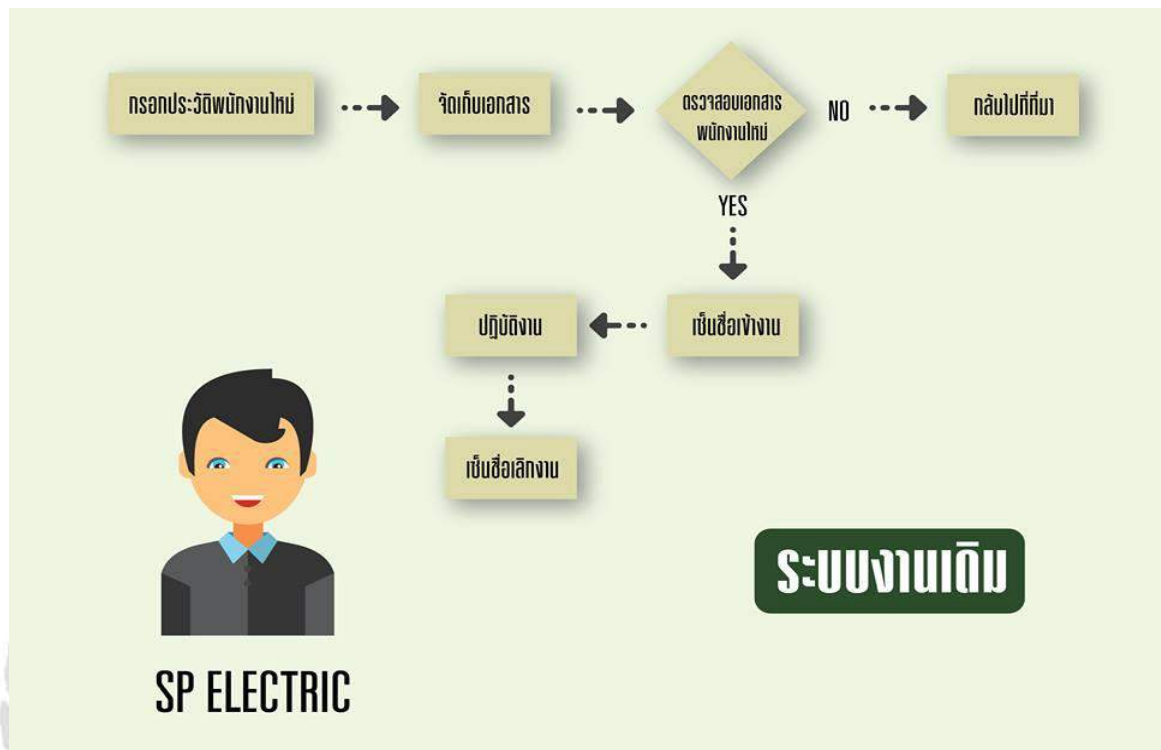 กรอกประวัติพนักงานใหม่
จัดเก็บเอกสาร
ตรวจสอบเอกสาร
พนักงานใหม่
NO
กลับไปที่ที่มา
YES
ปฎิบัติงาน
เซ็นชื่อเข้างาน
เซ็นชื่อเลิกงาน
ระบบงานเดิม
SP ELECTRIC